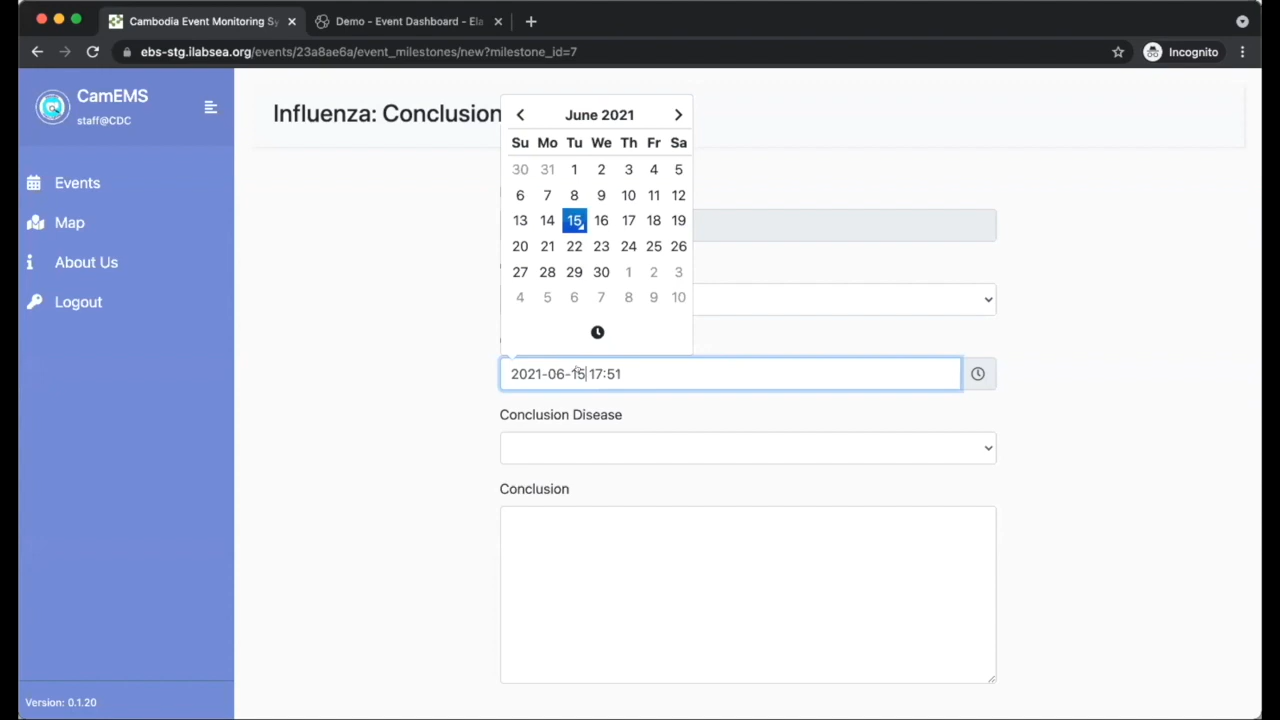 Cambodia Event Monitoring Sy
Demo - Event Dashboard - Ela
ebs-stg.ilabsea.org/events/23a8ae6a/event_milestones/new?milestone_id=7
Incognito
CamEMS
staff@CDC
Events
Map
About Us
Logout
Version: 0.1.20
Influenza: Conclusion
June 2021
Su Mo Tu We Th Fr Sa
30 31 1 2 3 4 5
6 7 8 9 10 11 12
13 14 15 16 17 18 19
20 21 22 23 24 25 26
27 28 29 30 1 2 3
4 5 6 7 8 9 10
2021-06-15 17:51
Conclusion Disease
Conclusion